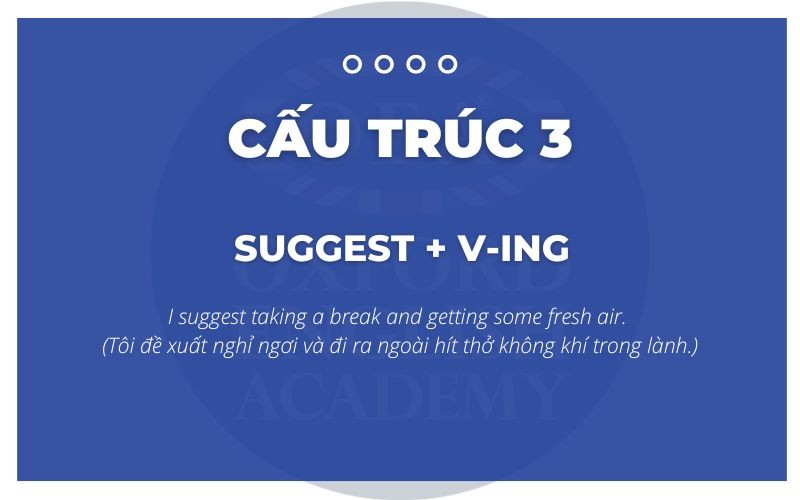 CẤU TRÚC 3
SUGGEST + V-ING
I suggest taking a break and getting some fresh air.
(Tôi đề xuất nghỉ ngơi và đi ra ngoài hít thở không khí trong lành.)
OXFORD
ENGLISH
ACADEMY